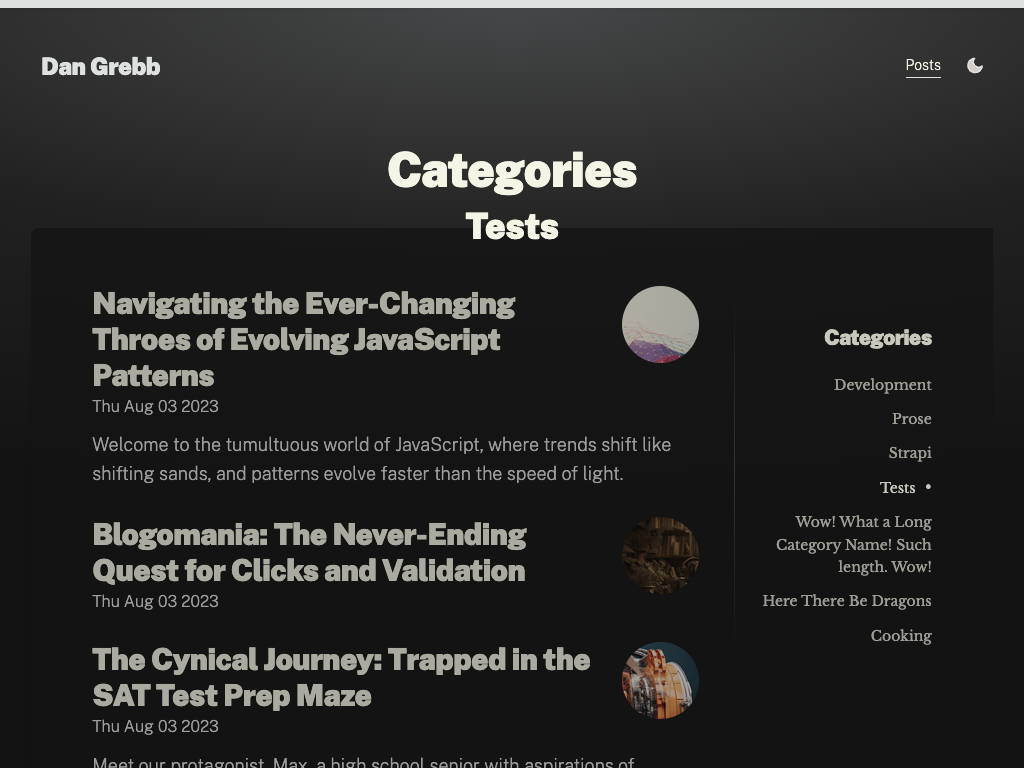 Dan Grebb
Posts
Categories
Tests
Navigating the Ever-Changing
Throes of Evolving JavaScript
Patterns
Thu Aug 03 2023
Welcome to the tumultuous world of JavaScript, where trends shift like
shifting sands, and patterns evolve faster than the speed of light.
Blogomania: The Never-Ending
Quest for Clicks and Validation
Thu Aug 03 2023
The Cynical Journey: Trapped in the
SAT Test Prep Maze
Thu Aug 03 2023
Meet our protagonist, Max, a high school senior with aspirations of
Categories
Development
Prose
Strapi
Tests •
Wow! What a Long
Category Name! Such
length. Wow!
Here There Be Dragons
Cooking